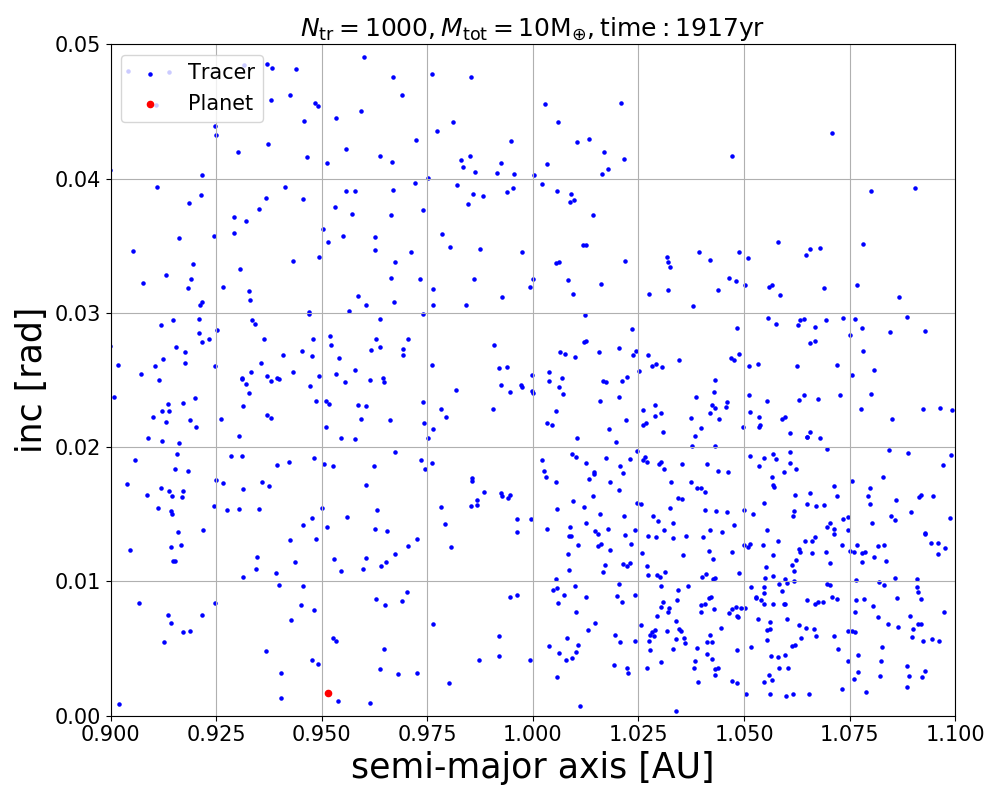 N_tr = 1000, M_tot = 10M_⊕, time : 1917yr
Tracer
Planet
0.05
0.04
0.03
0.02
0.01
0.00
inc [rad]
0.900 0.925 0.950 0.975 1.000 1.025 1.050 1.075 1.100
semi-major axis [AU]